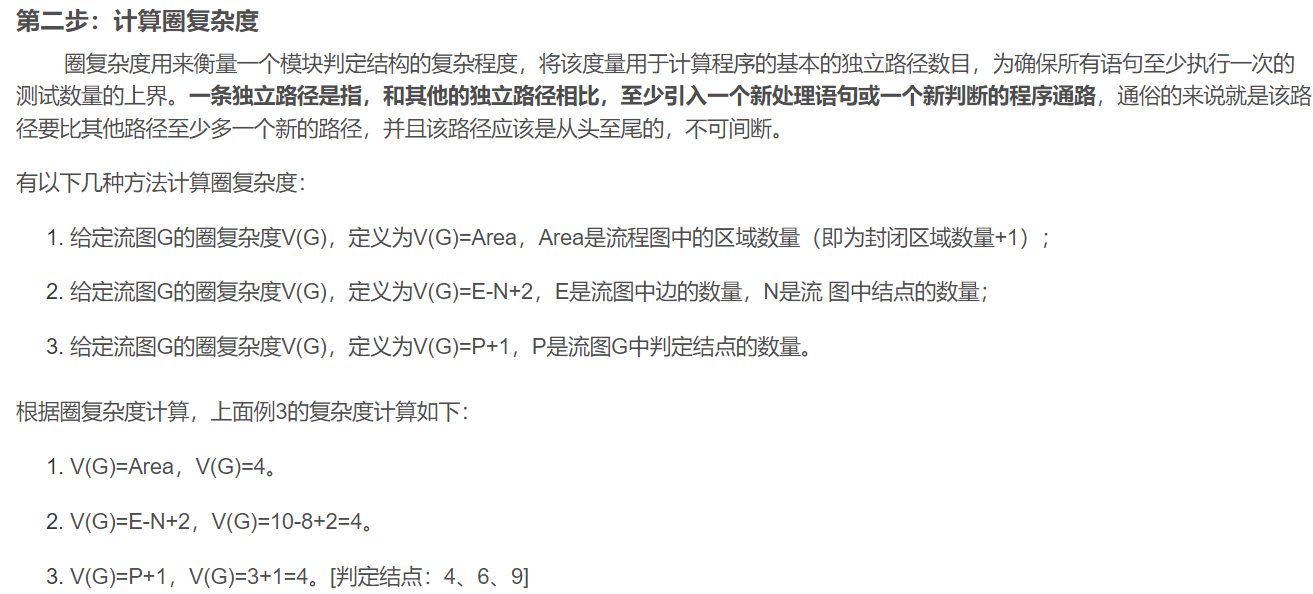 第二步：计算圈复杂度
圈复杂度用来衡量一个模块判定结构的复杂程度，将该度量用于计算程序的基本的独立路径数目，为确保所有语句至少执行一次的
测试数量的上界。一条独立路径是指，和其他的独立路径相比，至少引入一个新处理语句或一个新判断的程序通路，通俗的来说就是该路
径要比其他路径至少多一个新的路径，并且该路径应该是从头至尾的，不可间断。
有以下几种方法计算圈复杂度：
1. 给定流图G的圈复杂度V(G)，定义为V(G)=Area，Area是流程图中的区域数量（即为封闭区域数量+1）；
2. 给定流图G的圈复杂度V(G)，定义为V(G)=E-N+2，E是流图中边的数量，N是流 图中结点的数量；
3. 给定流图G的圈复杂度V(G)，定义为V(G)=P+1，P是流图G中判定结点的数量。
根据圈复杂度计算，上面例3的复杂度计算如下：
1. V(G)=Area，V(G)=4。
2. V(G)=E-N+2，V(G)=10-8+2=4。
3. V(G)=P+1，V(G)=3+1=4。[判定结点：4、6、9]